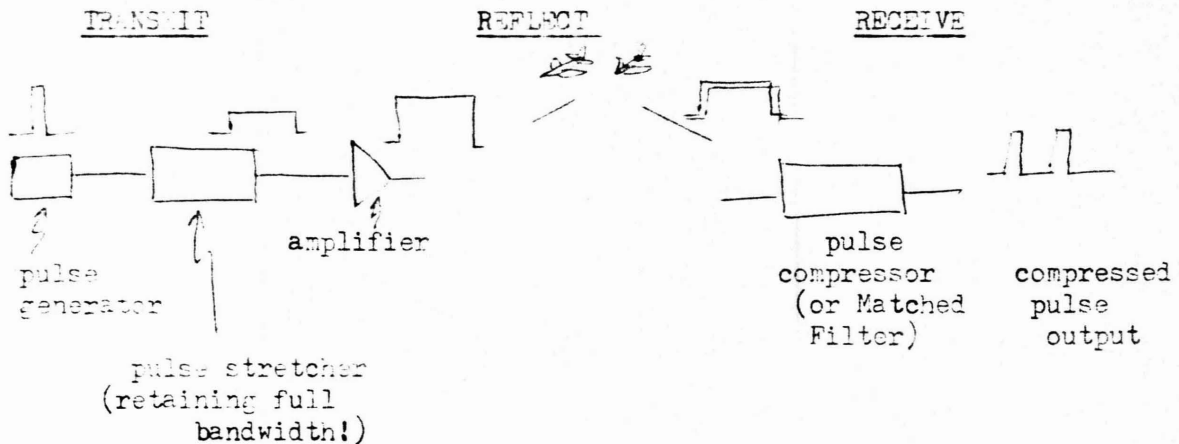 TRANSMIT
REFLECT
RECEIVE
pulse
generator
pulse stretcher
(retaining full
bandwidth!)
amplifier
pulse
compressor
(or Matched
Filter)
compressed
pulse
output